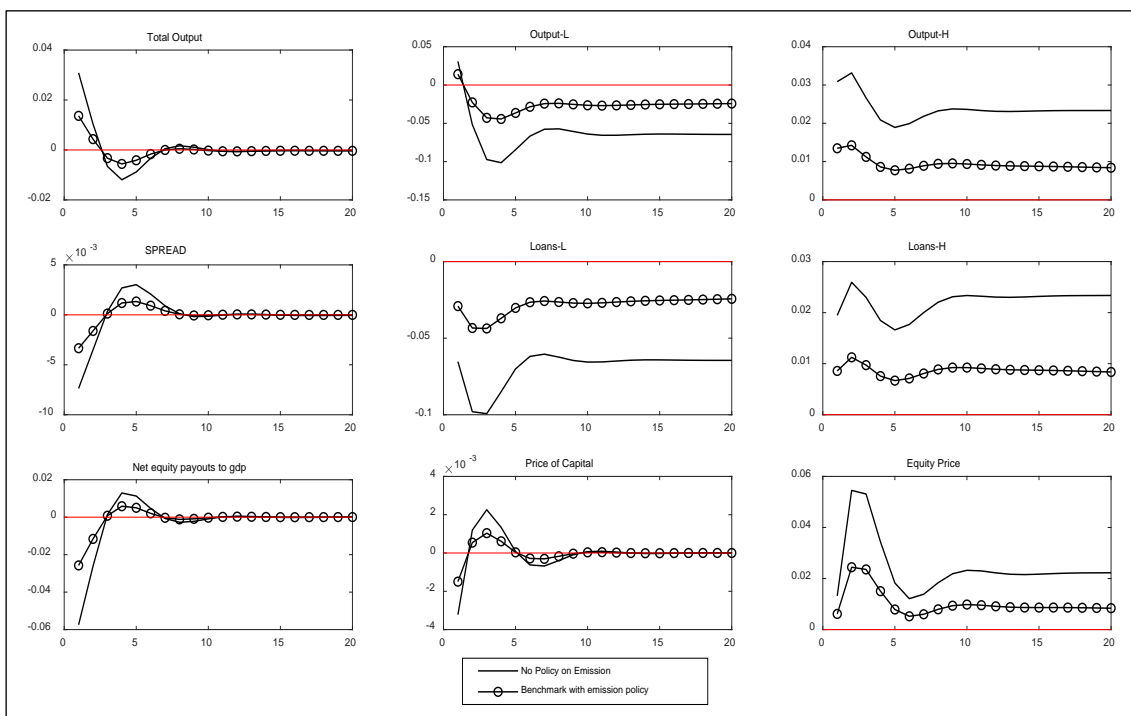 Total Output
0.04
0.02
0
-0.02
0 5 10 15 20
Output-L
0.05
0
-0.05
-0.1
-0.15
0 5 10 15 20
Output-H
0.04
0.03
0.02
0.01
0
0 5 10 15 20
SPREAD
× 10 -3
5
0
-5
-10
0 5 10 15 20
Loans-L
0
-0.05
-0.1
0 5 10 15 20
Loans-H
0.03
0.02
0.01
0
0 5 10 15 20
Net equity payouts to gdp
0.02
0
-0.02
-0.04
-0.06
0 5 10 15 20
Price of Capital
× 10 -3
4
2
0
-2
-4
0 5 10 15 20
Equity Price
0.06
0.04
0.02
0
0 5 10 15 20
No Policy on Emission
Benchmark with emission policy